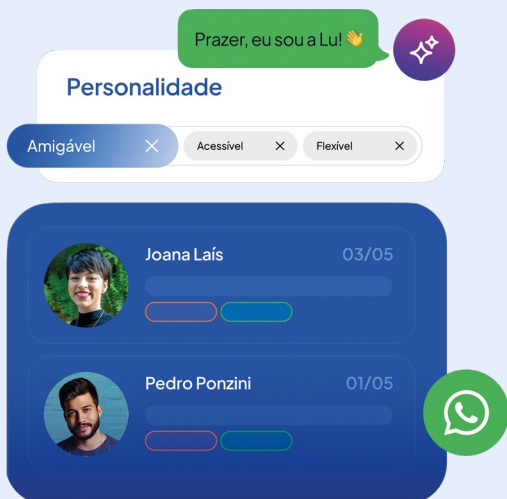 Prazer, eu sou a Lu! 👋
Personalidade
Amigável
Acessível
Flexível
Joana Laís
03/05
Pedro Ponzini
01/05